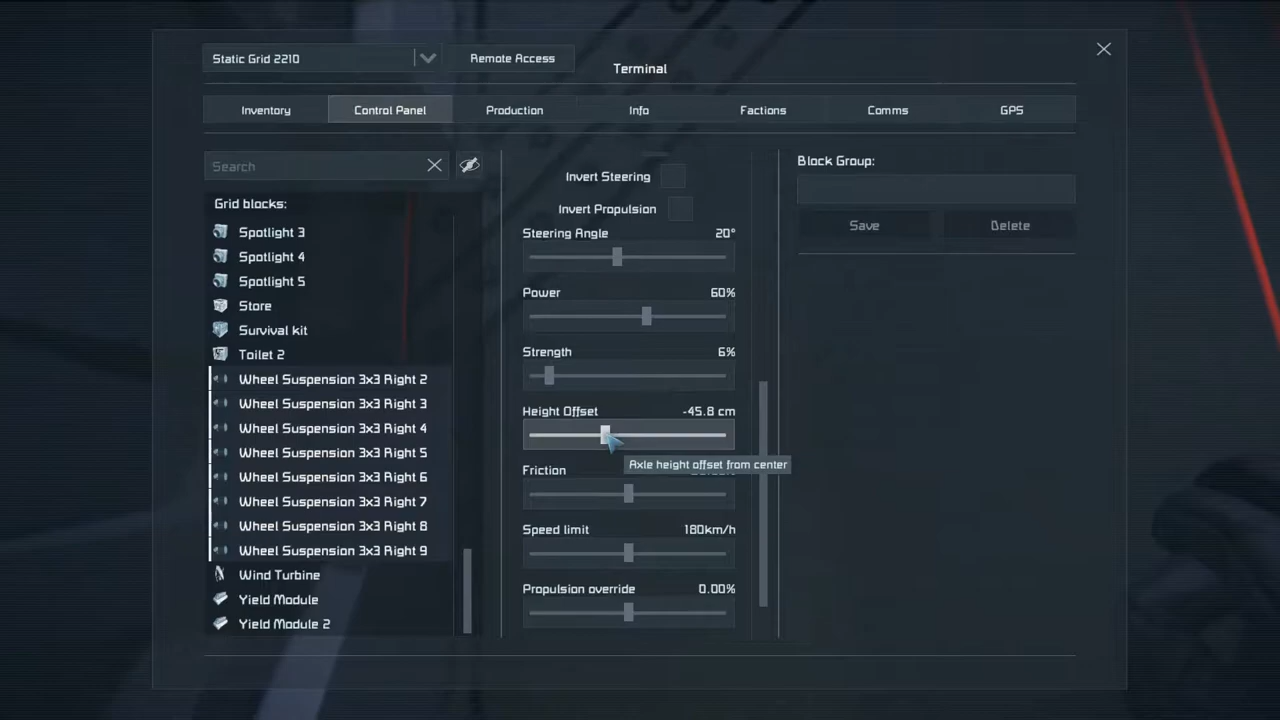 Static Grid 2210
Remote Access
Terminal
Inventory
Control Panel
Production
Info
Factions
Comms
GPS
Search
Grid blocks:
Spotlight 3
Spotlight 4
Spotlight 5
Store
Survival kit
Toilet 2
Wheel Suspension 3x3 Right 2
Wheel Suspension 3x3 Right 3
Wheel Suspension 3x3 Right 4
Wheel Suspension 3x3 Right 5
Wheel Suspension 3x3 Right 6
Wheel Suspension 3x3 Right 7
Wheel Suspension 3x3 Right 8
Wheel Suspension 3x3 Right 9
Wind Turbine
Yield Module
Yield Module 2
Invert Steering
Invert Propulsion
Steering Angle 20°
Power 60%
Strength 6%
Height Offset -45.8 cm
Axle height offset from center
Friction
Speed limit 180km/h
Propulsion override 0.00%
Block Group:
Save
Delete